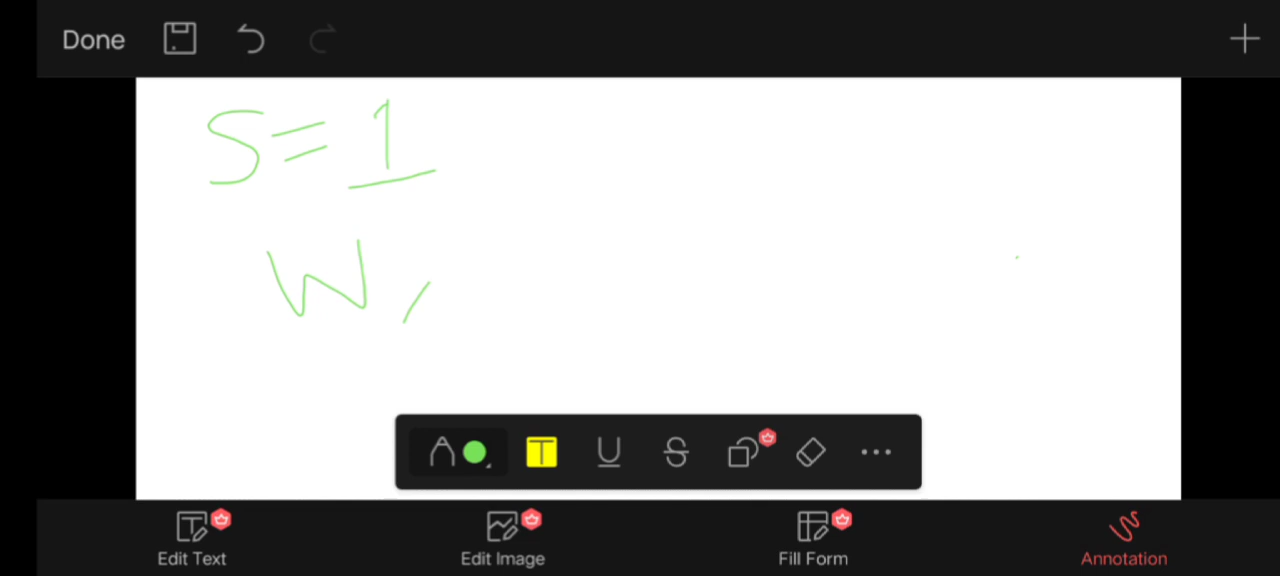 Done
S = 1
W,
Edit Text
Edit Image
Fill Form
Annotation